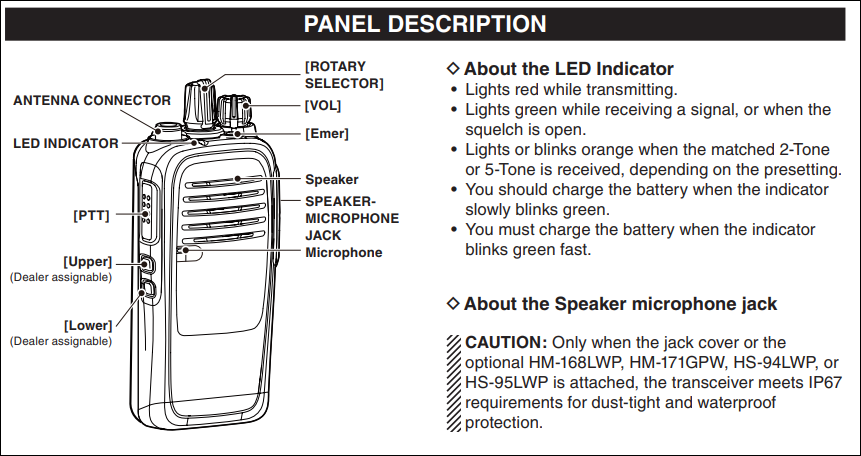 PANEL DESCRIPTION
[ROTARY
SELECTOR]
ANTENNA CONNECTOR
[VOL]
LED INDICATOR
[Emer]
Speaker
SPEAKER-
MICROPHONE
JACK
[PTT]
Microphone
[Upper]
(Dealer assignable)
[Lower]
(Dealer assignable)
◇ About the LED Indicator
• Lights red while transmitting.
• Lights green while receiving a signal, or when the
squelch is open.
• Lights or blinks orange when the matched 2-Tone
or 5-Tone is received, depending on the presetting.
• You should charge the battery when the indicator
slowly blinks green.
• You must charge the battery when the indicator
blinks green fast.
◇ About the Speaker microphone jack
CAUTION: Only when the jack cover or the
optional HM-168LWP, HM-171GPW, HS-94LWP, or
HS-95LWP is attached, the transceiver meets IP67
requirements for dust-tight and waterproof
protection.